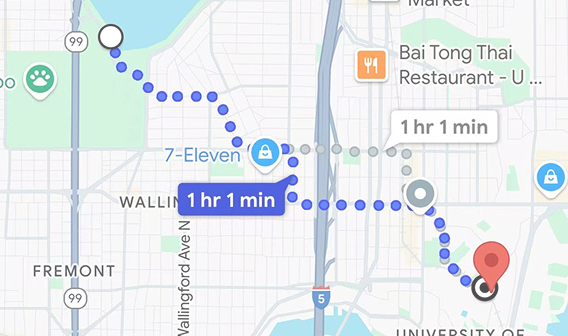 Market
99
oo
Bai Tong Thai
Restaurant - U ...
1 hr 1 min
7-Eleven
WALLIN
1 hr 1 min
Wallingford Ave N
FREMONT
99
5
UNIVERSITY OF